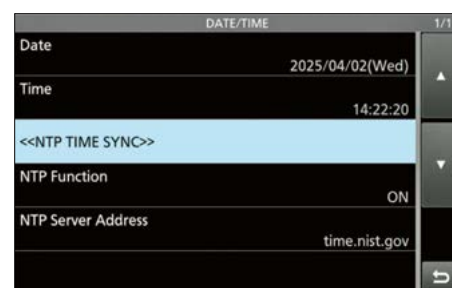 DATE/TIME 1/1
Date
2025/04/02(Wed)
Time
14:22:20
<<NTP TIME SYNC>>
NTP Function
ON
NTP Server Address
time.nist.gov